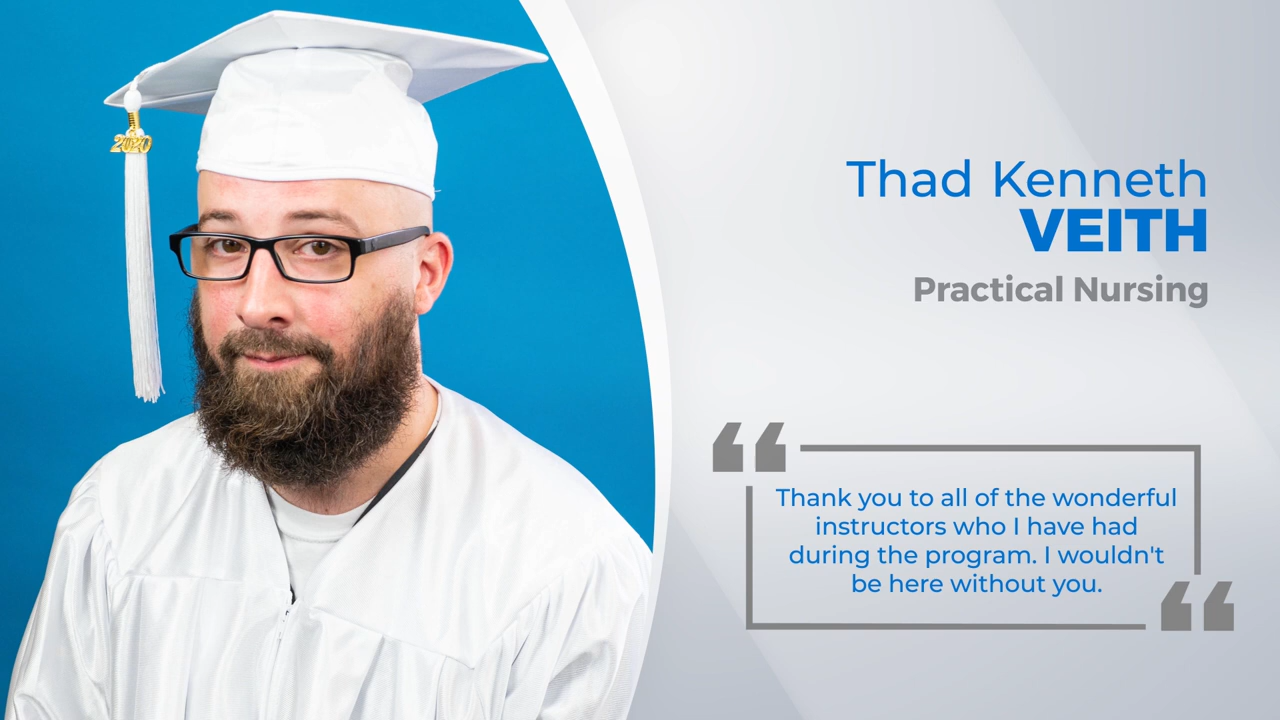 2020
Thad Kenneth
VEITH
Practical Nursing
Thank you to all of the wonderful
instructors who I have had
during the program. I wouldn't
be here without you.